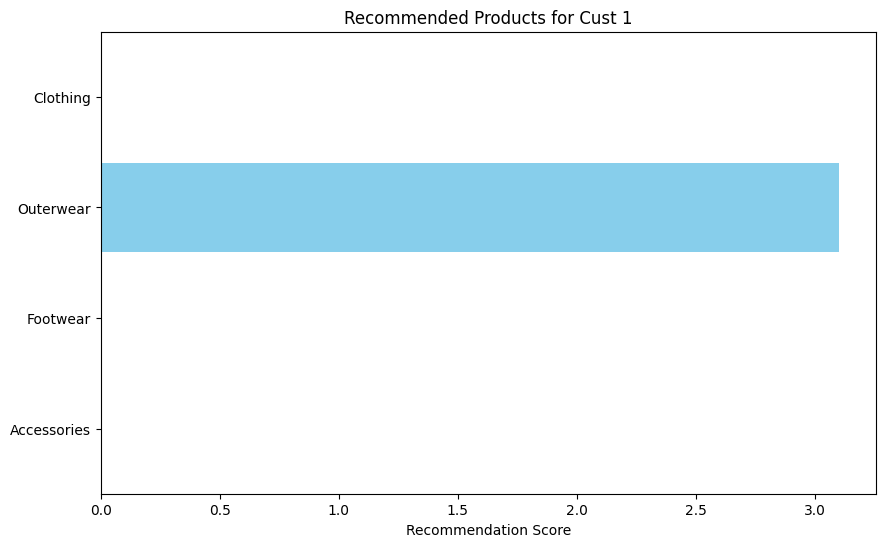 Recommended Products for Cust 1
Clothing
Outerwear
Footwear
Accessories
0.0 0.5 1.0 1.5 2.0 2.5 3.0
Recommendation Score